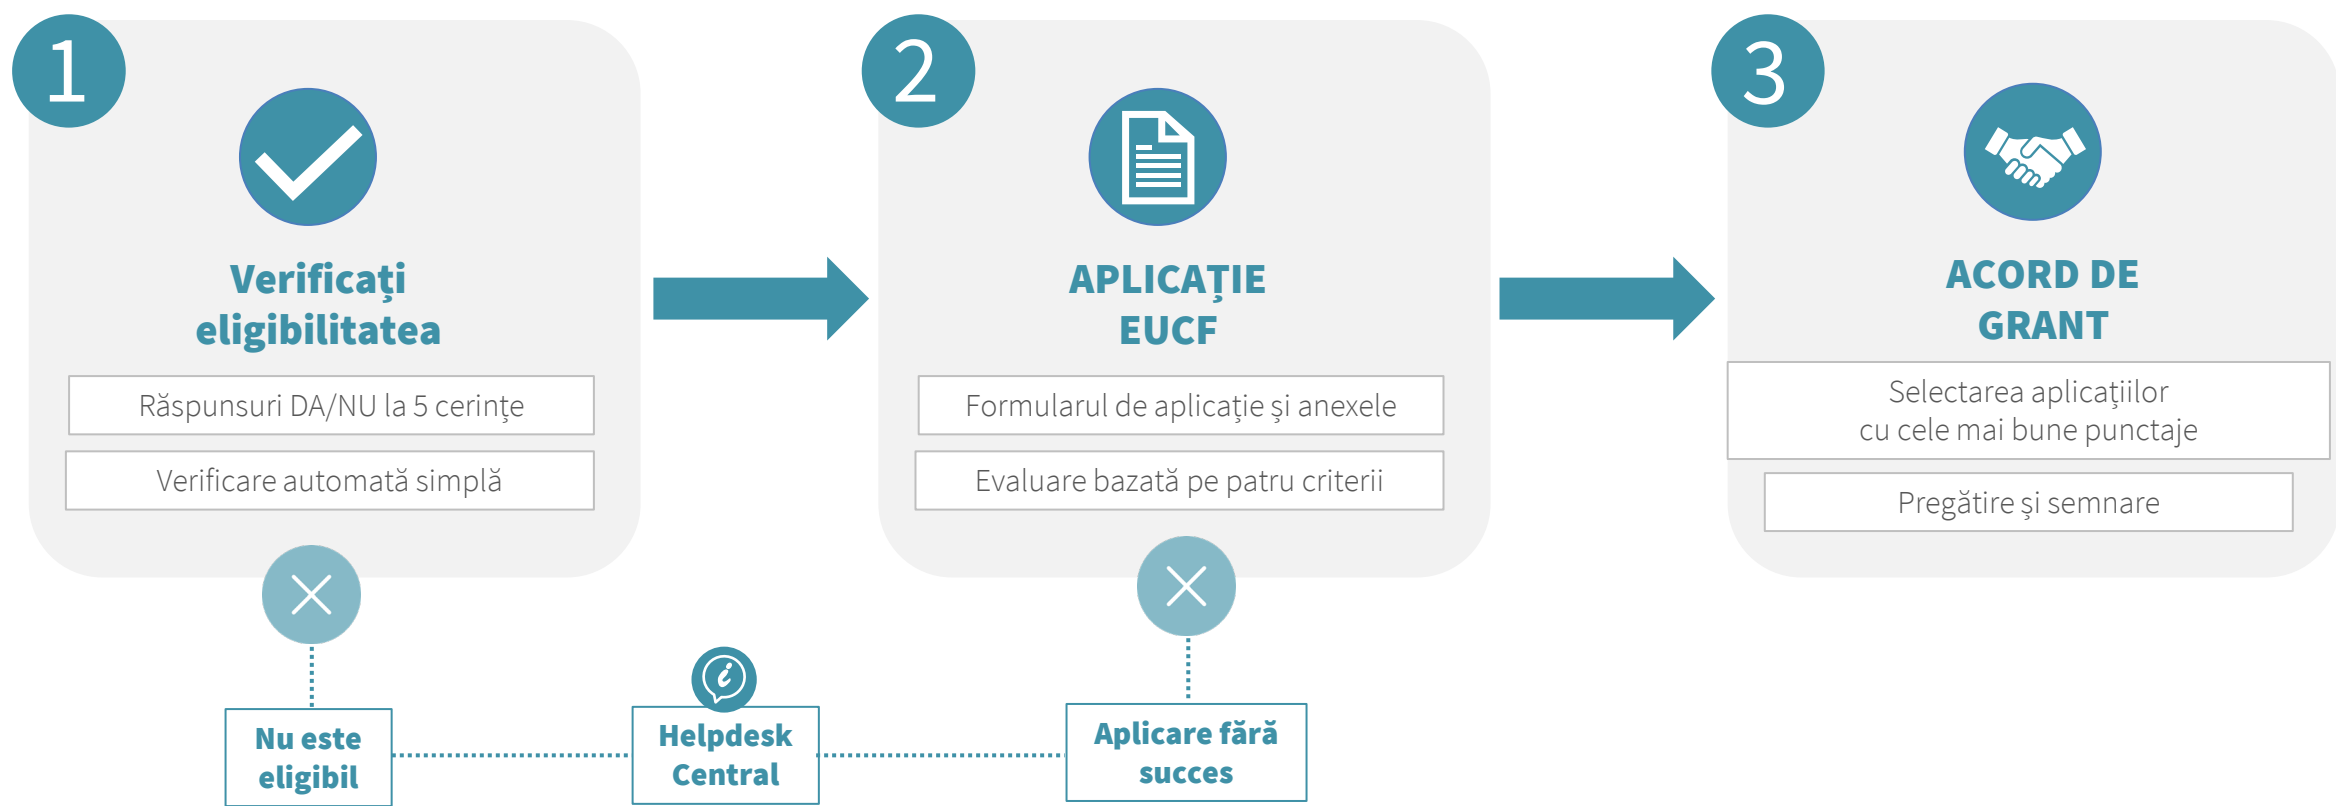 1
Verificați
eligibilitatea
Răspunsuri DA/NU la 5 cerințe
Verificare automată simplă
2
APLICAȚIE
EUCF
Formularul de aplicație și anexele
Evaluare bazată pe patru criterii
3
ACORD DE
GRANT
Selectarea aplicațiilor
cu cele mai bune punctaje
Pregătire și semnare
Nu este
eligibil
i
Helpdesk
Central
Aplicare fără
succes